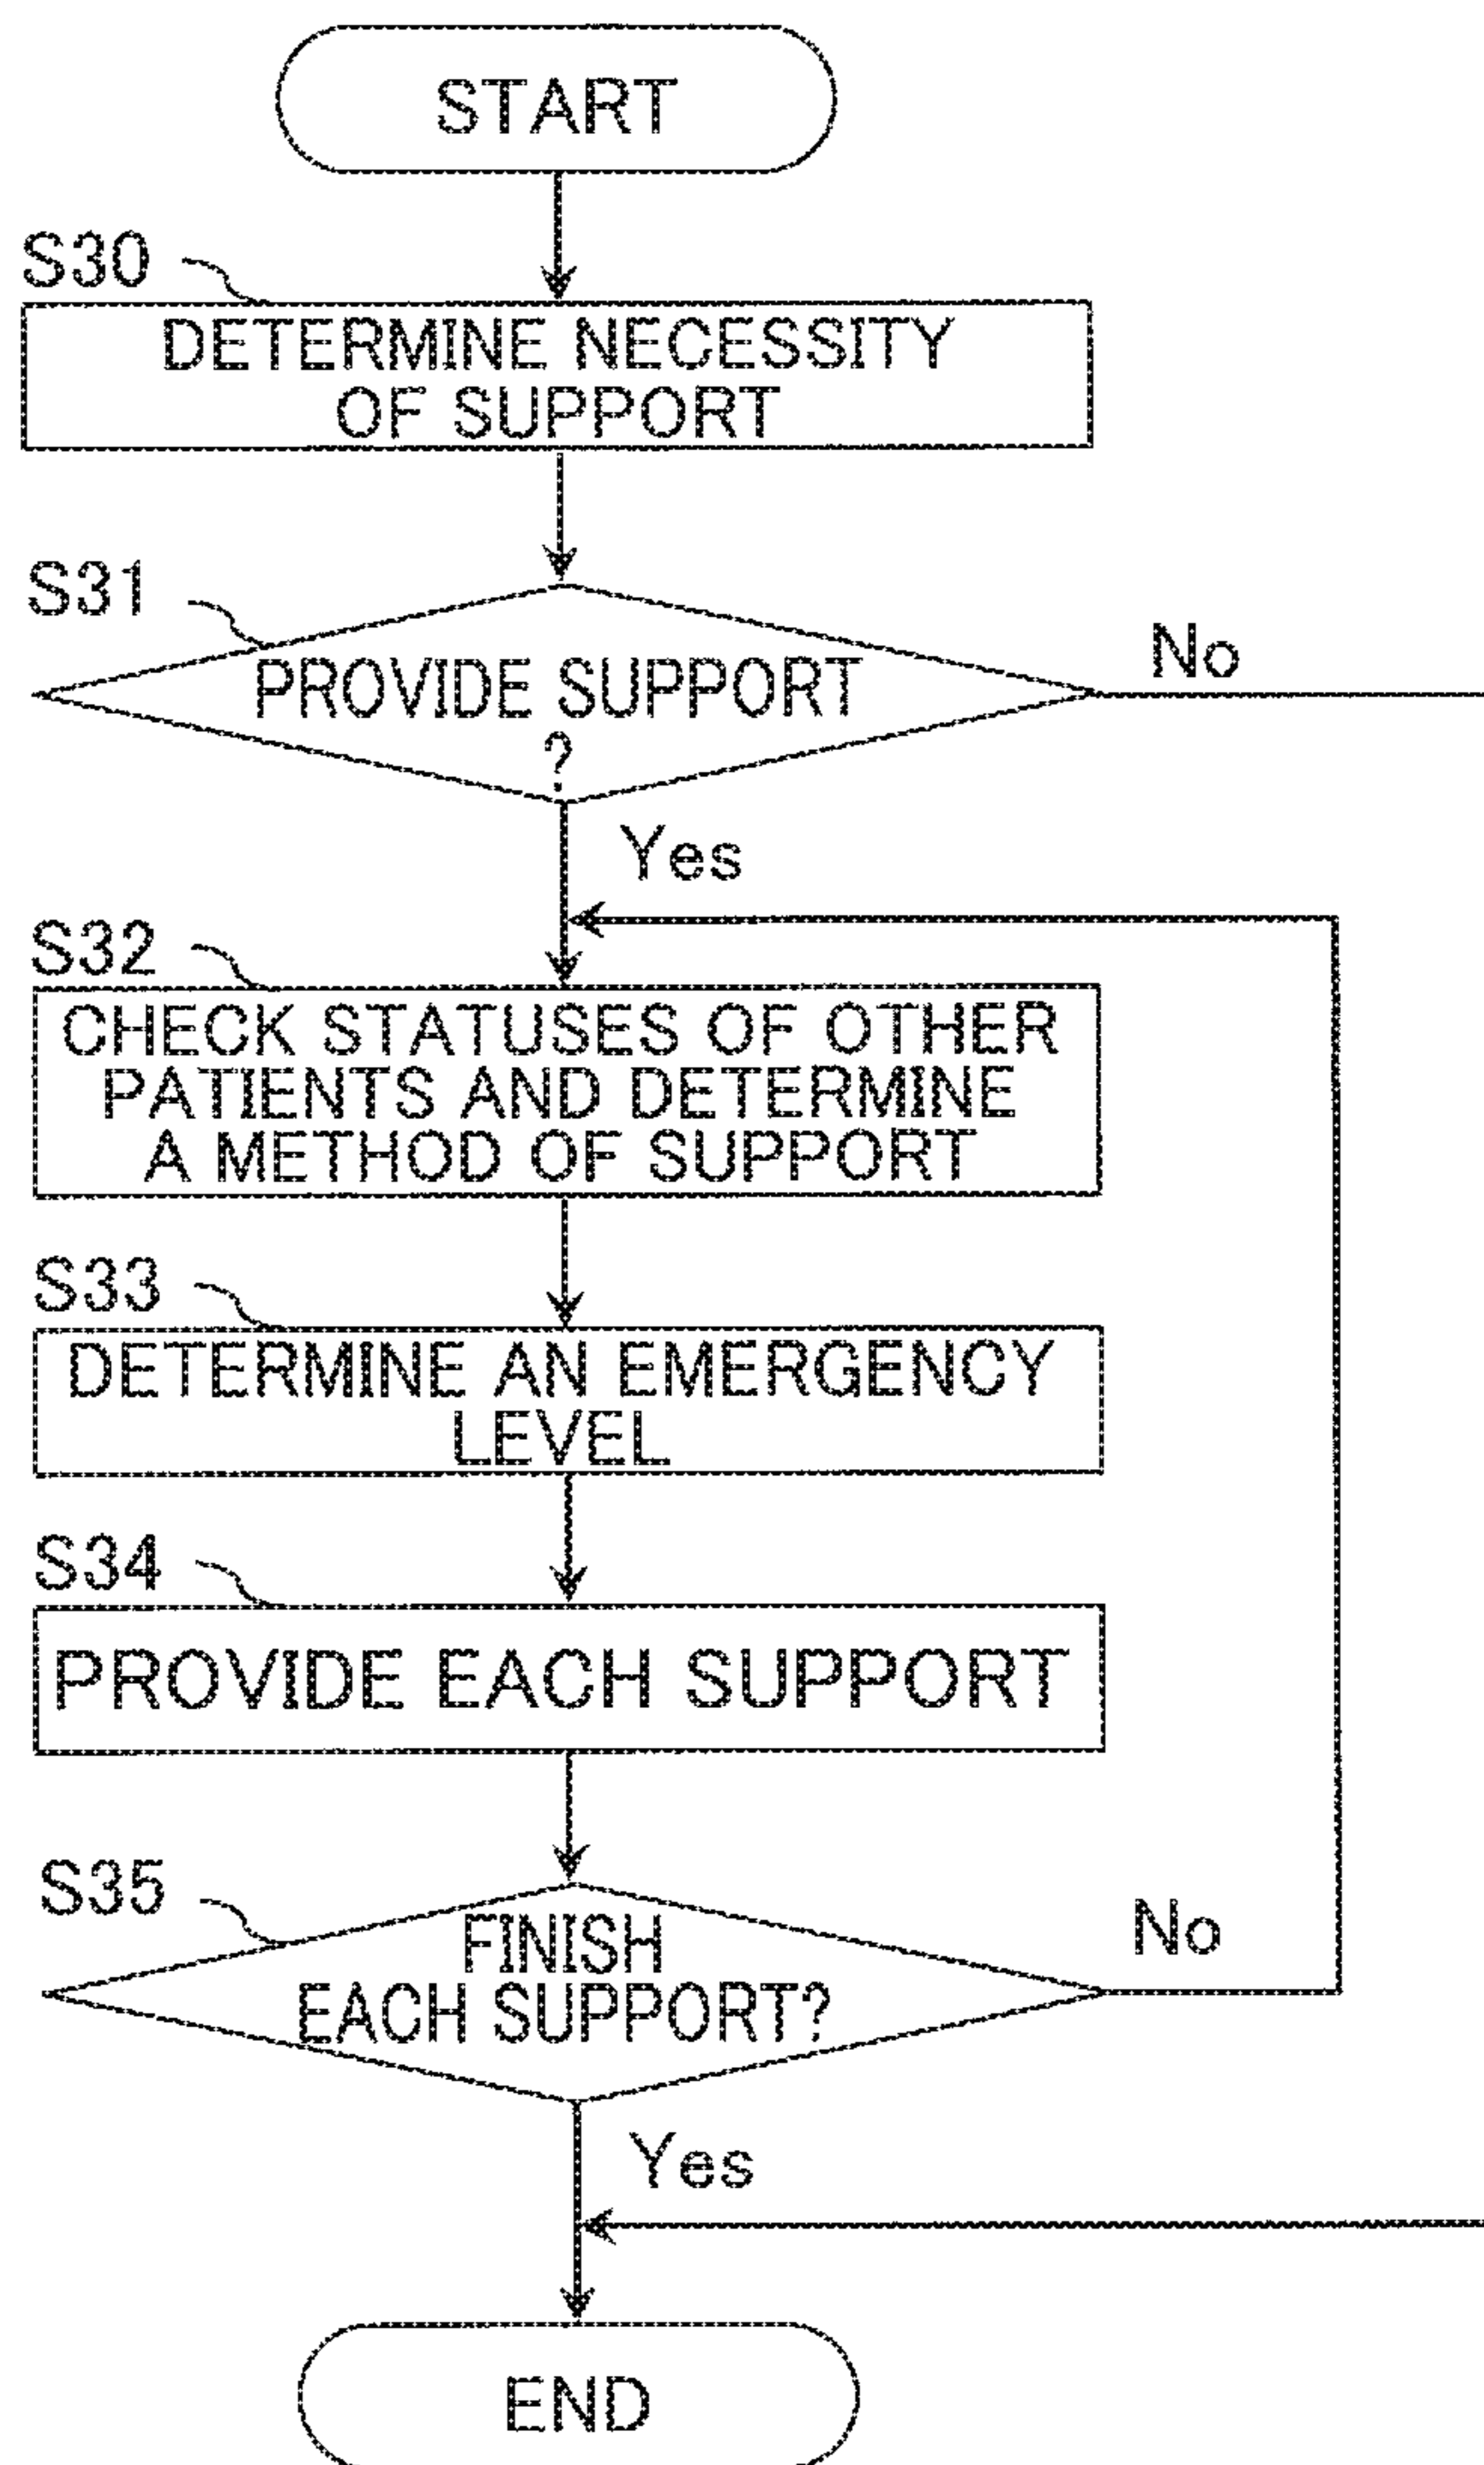 START
S30
DETERMINE NECESSITY
OF SUPPORT
S31
PROVIDE SUPPORT
?
No
Yes
S32
CHECK STATUSES OF OTHER
PATIENTS AND DETERMINE
A METHOD OF SUPPORT
S33
DETERMINE AN EMERGENCY
LEVEL
S34
PROVIDE EACH SUPPORT
S35
FINISH
EACH SUPPORT?
No
Yes
END